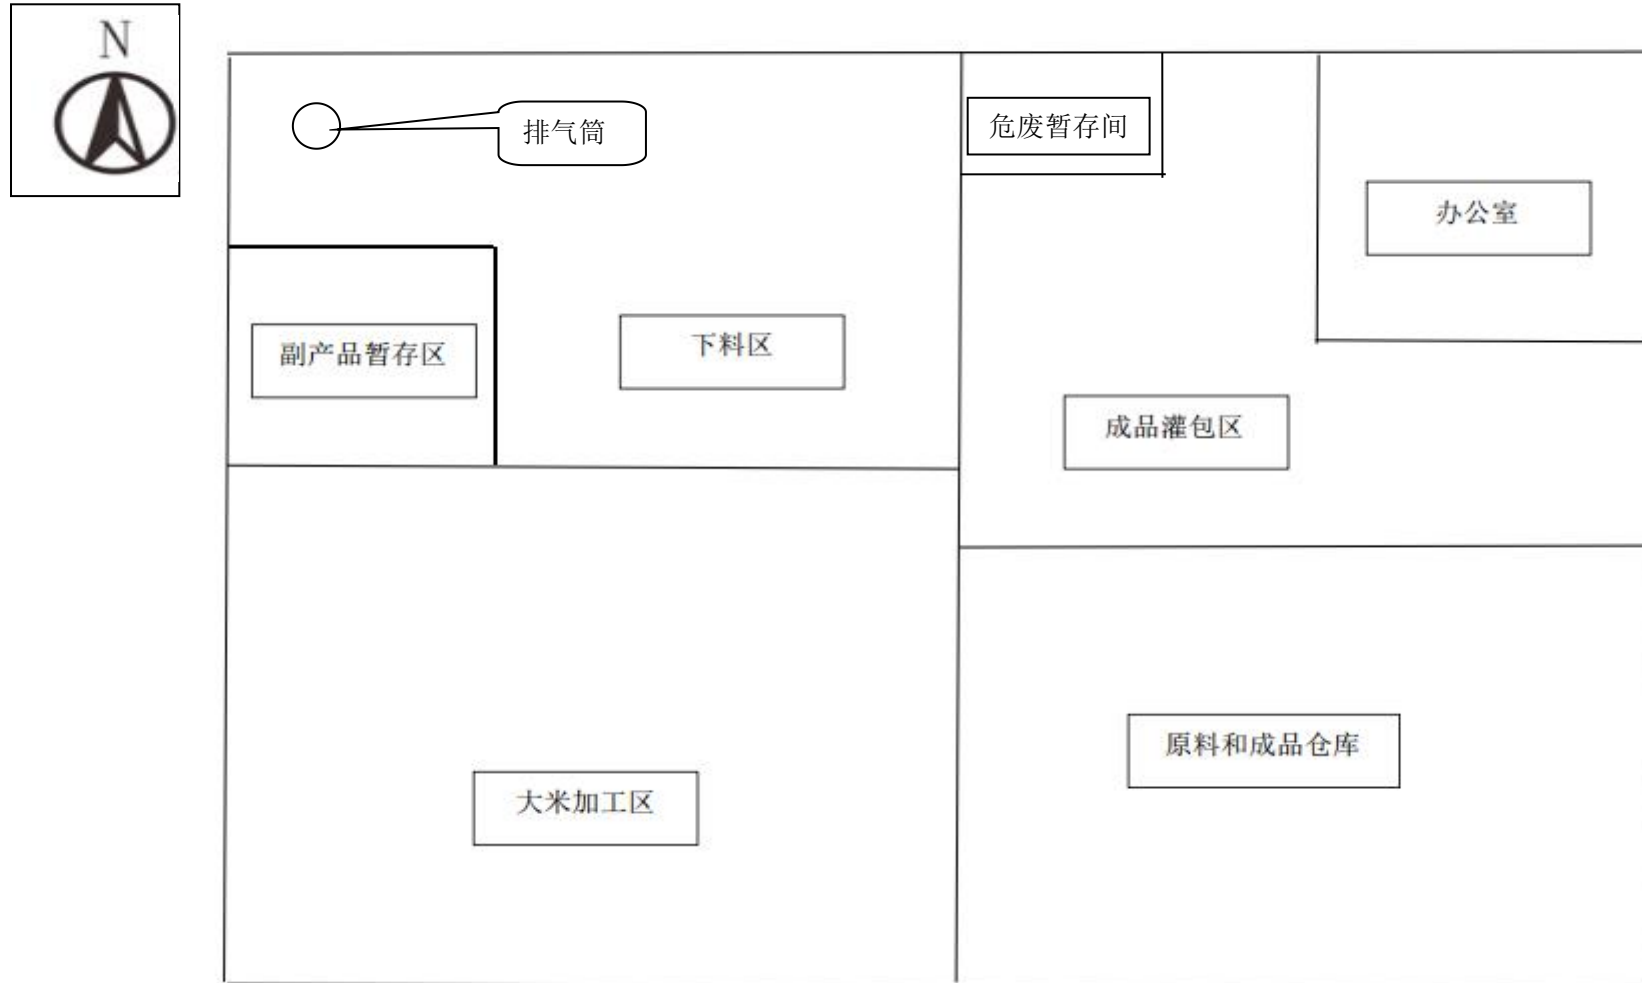 N
排气筒
危废暂存间
办公室
副产品暂存区
下料区
成品灌包区
原料和成品仓库
大米加工区